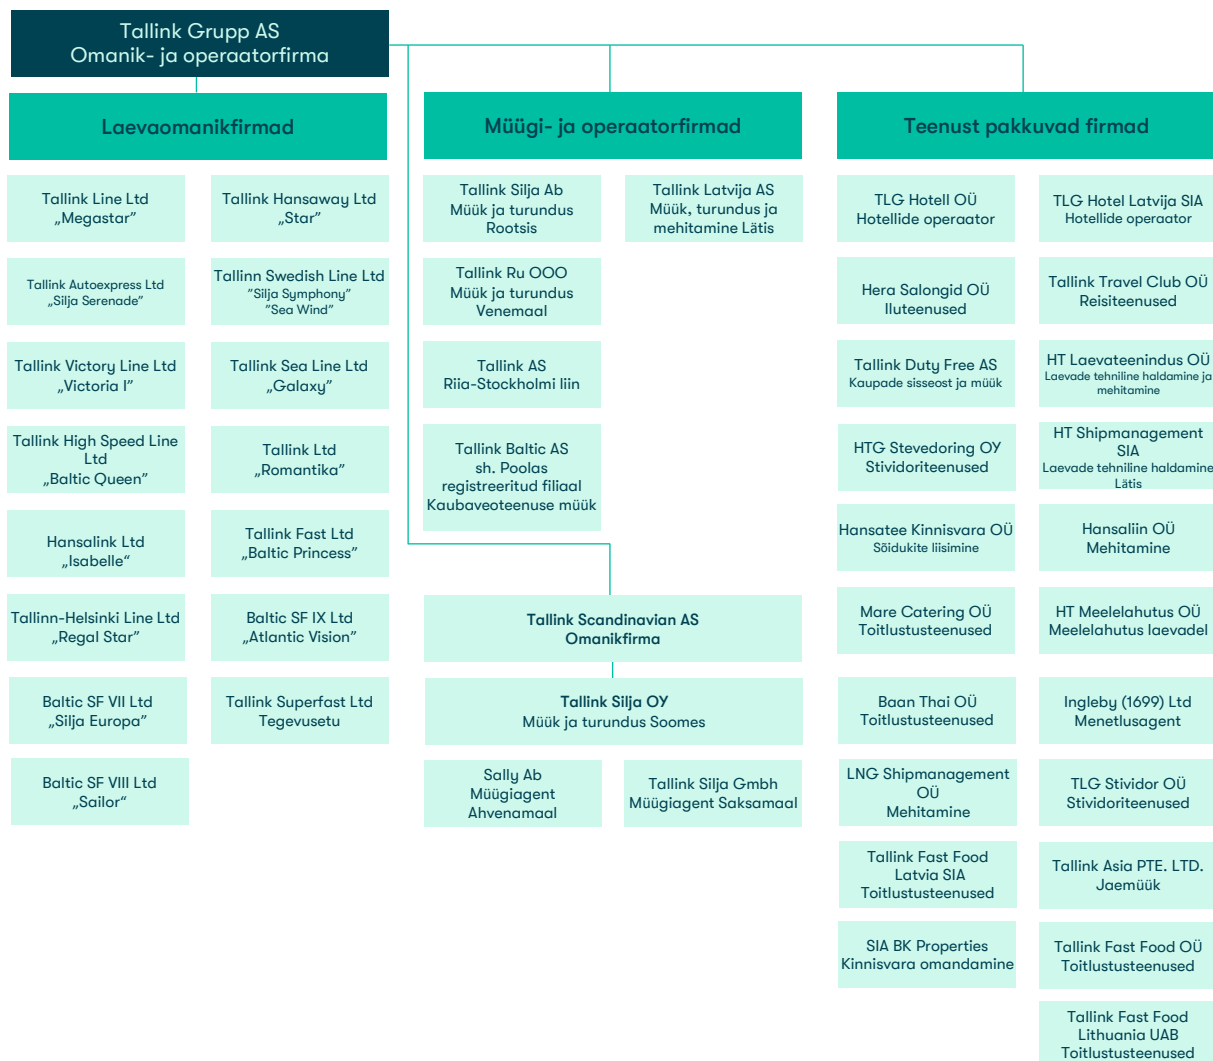 Tallink Grupp AS
Omanik- ja operaatorfirma
Laevaomanikfirmad
Tallink Line Ltd
„Megastar”
Tallink Hansaway Ltd
„Star”
Tallink Autoexpress Ltd
„Silja Serenade”
Tallinn Swedish Line Ltd
”Silja Symphony”
”Sea Wind”
Tallink Victory Line Ltd
„Victoria I”
Tallink Sea Line Ltd
„Galaxy”
Tallink High Speed Line
Ltd
„Baltic Queen”
Tallink Ltd
„Romantika”
Hansalink Ltd
„Isabelle“
Tallink Fast Ltd
„Baltic Princess”
Tallinn-Helsinki Line Ltd
„Regal Star”
Baltic SF IX Ltd
„Atlantic Vision”
Baltic SF VII Ltd
„Silja Europa”
Tallink Superfast Ltd
Tegevusetu
Baltic SF VIII Ltd
„Sailor“
Müügi- ja operaatorfirmad
Tallink Silja Ab
Müük ja turundus
Rootsis
Tallink Latvija AS
Müük, turundus ja
mehitamine Lätis
Tallink Ru OOO
Müük ja turundus
Venemaal
Tallink AS
Riia-Stockholmi liin
Tallink Baltic AS
sh. Poolas
registreeritud filiaal
Kaubaveoteenuse müük
Tallink Scandinavian AS
Omanikfirma
Tallink Silja OY
Müük ja turundus Soomes
Sally Ab
Müügiagent
Ahvenamaal
Tallink Silja Gmbh
Müügiagent Saksamaal
Teenust pakkuvad firmad
TLG Hotell OÜ
Hotellide operaator
TLG Hotel Latvija SIA
Hotellide operaator
Hera Salongid OÜ
Iluteenused
Tallink Travel Club OÜ
Reisiteenused
Tallink Duty Free AS
Kaupade sisseost ja müük
HT Laevateenindus OÜ
Laevade tehniline haldamine ja
mehitamine
HTG Stevedoring OY
Stividoriteenused
HT Shipmanagement
SIA
Laevade tehniline haldamine
Lätis
Hansatee Kinnisvara OÜ
Sõidukite liisimine
Hansaliin OÜ
Mehitamine
Mare Catering OÜ
Toitlustusteenused
HT Meelelahutus OÜ
Meelelahutus laevadel
Baan Thai OÜ
Toitlustusteenused
Ingleby (1699) Ltd
Menetlusagent
LNG Shipmanagement
OÜ
Mehitamine
TLG Stividor OÜ
Stividoriteenused
Tallink Fast Food
Latvia SIA
Toitlustusteenused
Tallink Asia PTE. LTD.
Jaemüük
SIA BK Properties
Kinnisvara omandamine
Tallink Fast Food OÜ
Toitlustusteenused
Tallink Fast Food
Lithuania UAB
Toitlustusteenused